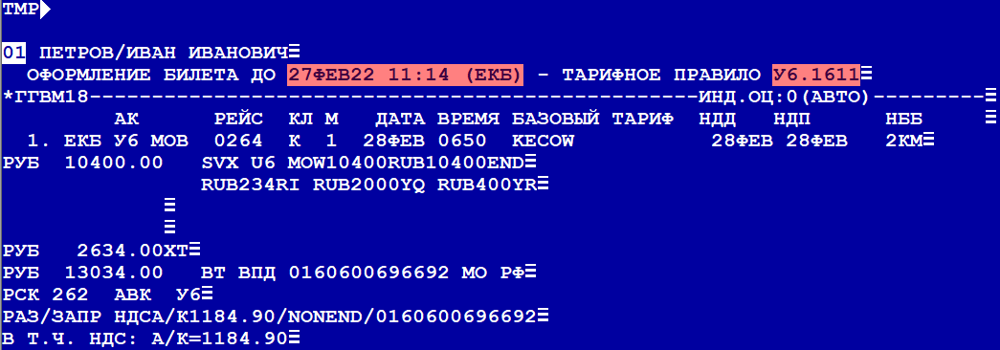 TMP
01 ПЕТРОВ/ИВАН ИВАНОВИЧ
ОФОРМЛЕНИЕ БИЛЕТА ДО 27ФЕВ22 11:14 (ЕКБ) - ТАРИФНОЕ ПРАВИЛО У6.1611
*ГГВМ18-------------------------------------------------ИНД.ОЦ:0(АВТО)---------
АК РЕЙС КЛ М ДАТА ВРЕМЯ БАЗОВЫЙ ТАРИФ НДД НДП НББ
1. ЕКБ У6 МОВ 0264 К 1 28ФЕВ 0650 KECOW 28ФЕВ 28ФЕВ 2КМ
РУБ 10400.00 SVX U6 MOW10400RUB10400END
RUB234RI RUB2000YQ RUB400YR
РУБ 2634.00XT
РУБ 13034.00 ВТ ВПД 0160600696692 МО РФ
РСК 262 АВК У6
РАЗ/ЗАПР НДСА/К1184.90/NONEND/0160600696692
В Т.Ч. НДС: А/К=1184.90